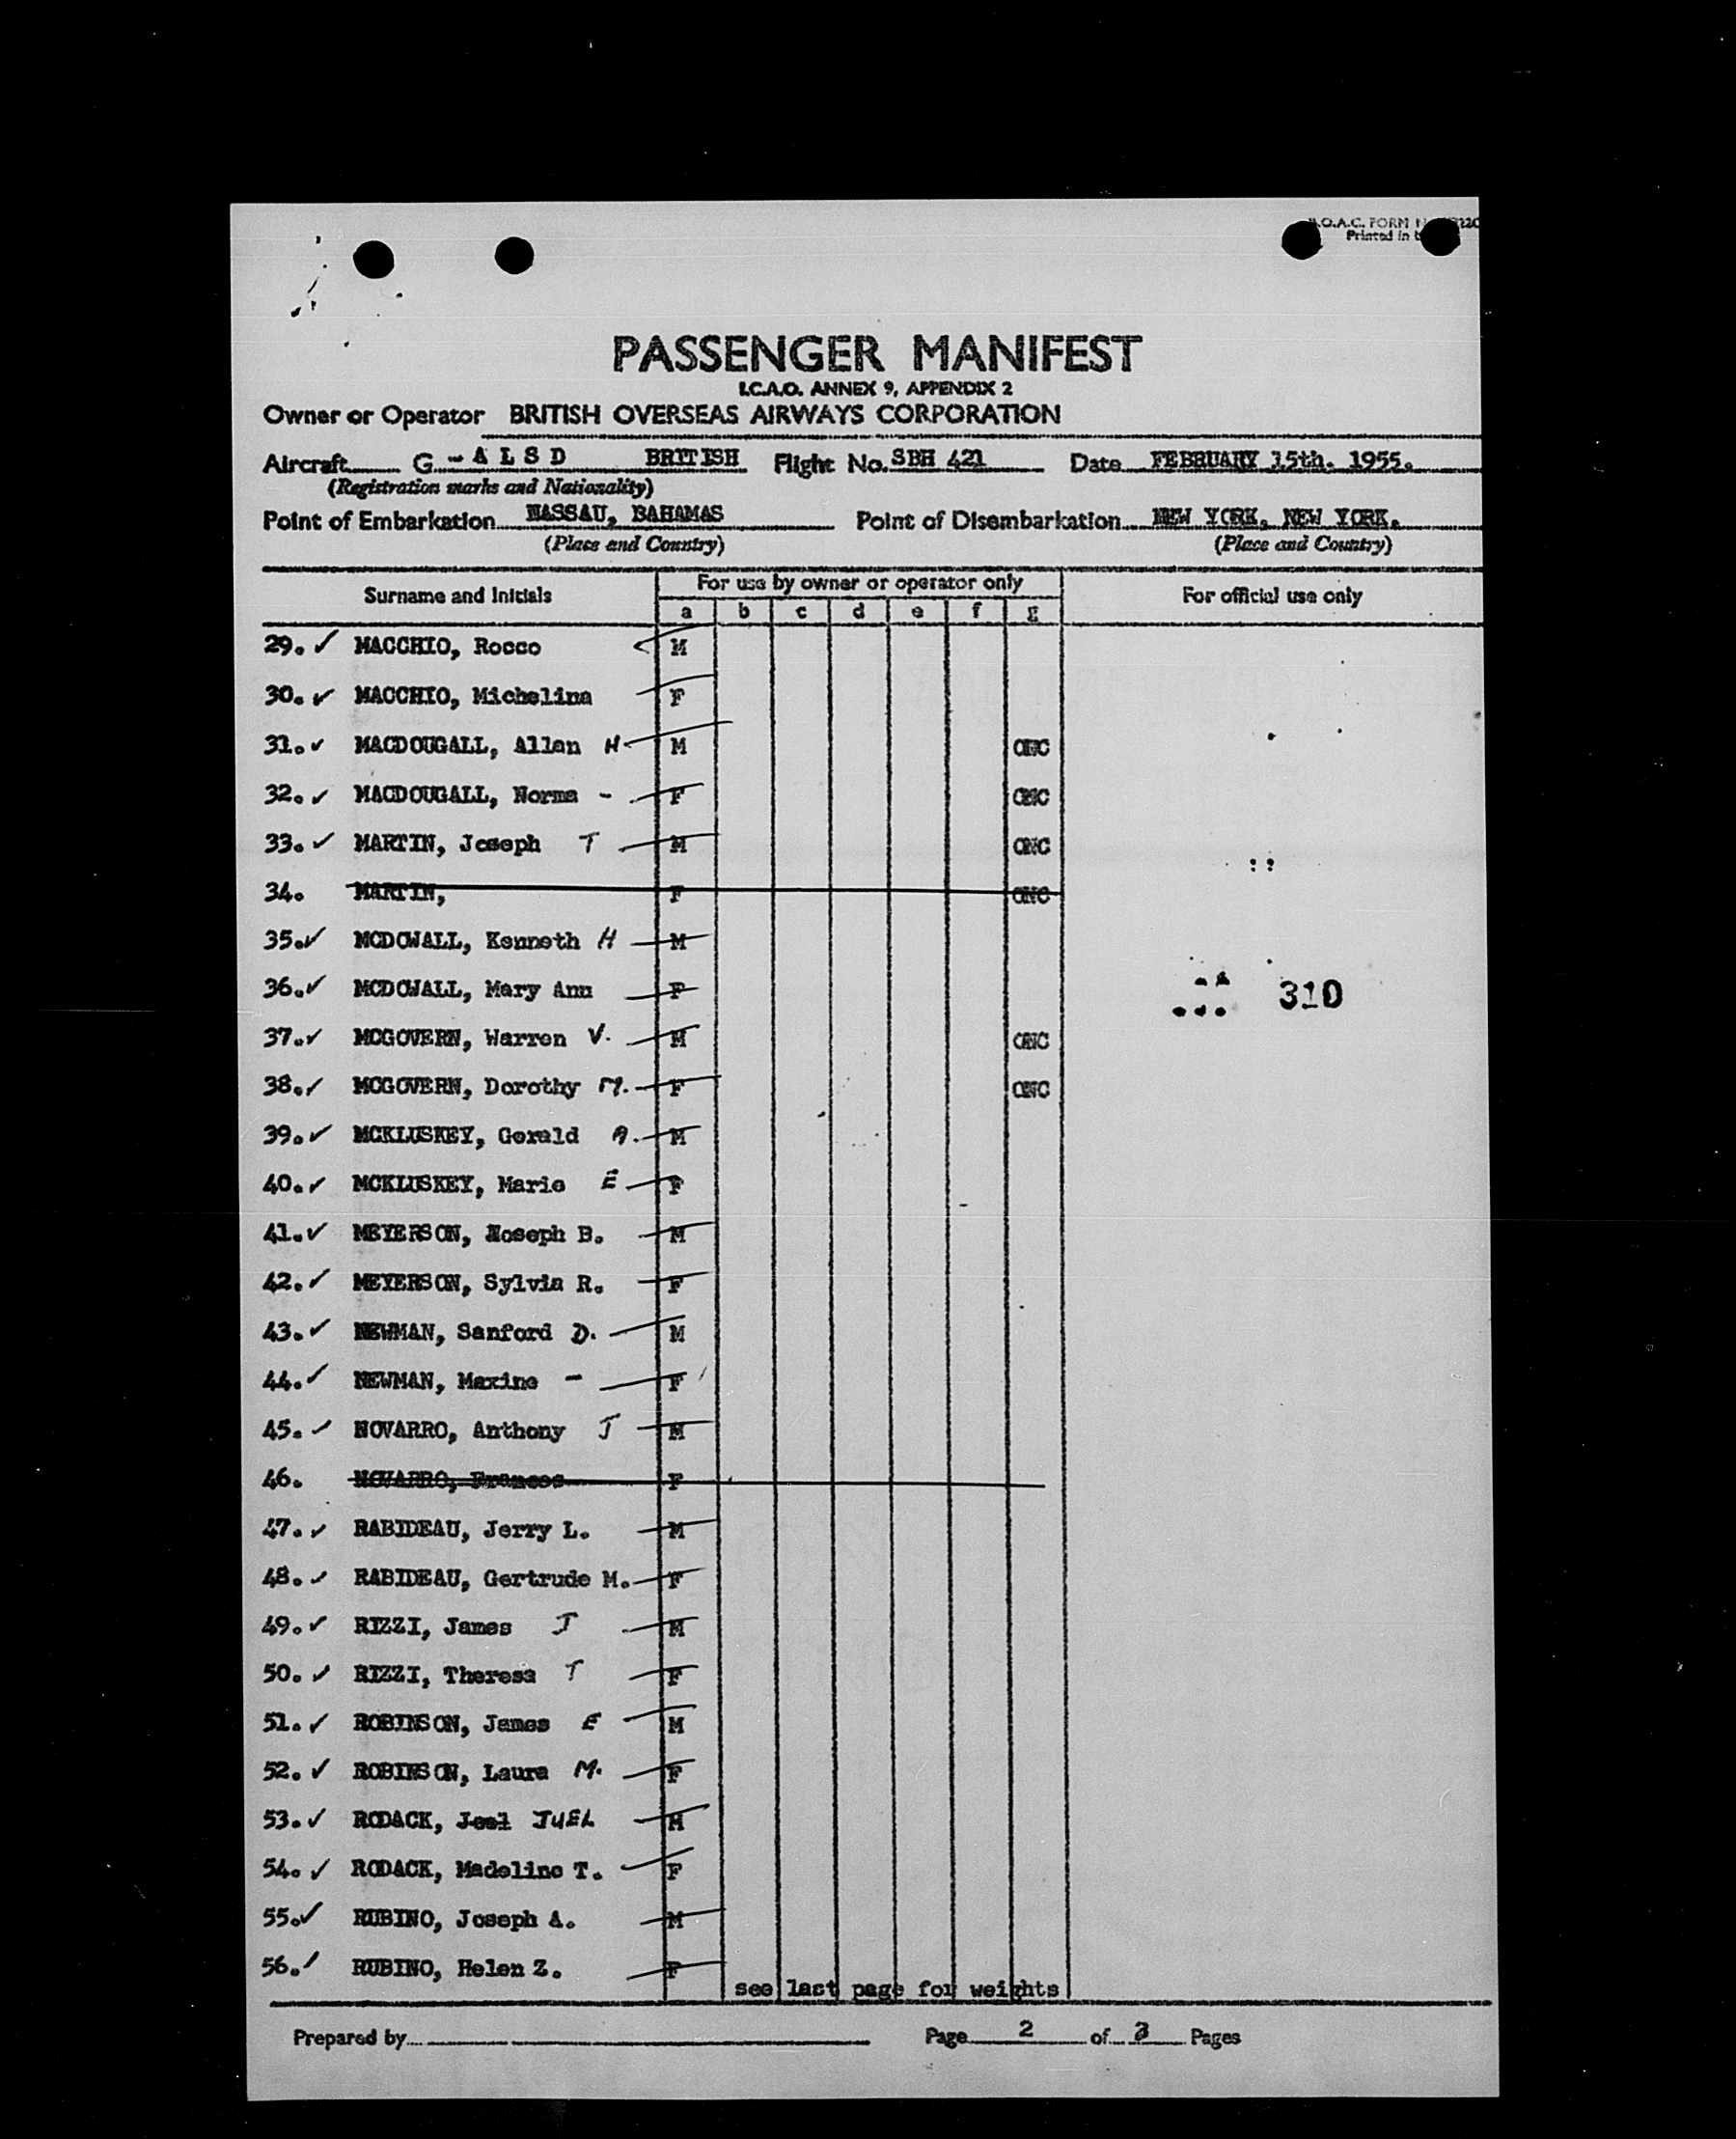 B.O.A.C. FORM
Printed in
PASSENGER MANIFEST
I.C.A.O. ANNEX 9, APPENDIX 2
Owner or Operator BRITISH OVERSEAS AIRWAYS CORPORATION
Aircraft G - A L S D BRITISH Flight No. SBH 421 Date FEBRUARY 15th. 1955.
(Registration marks and Nationality)
Point of Embarkation NASSAU, BAHAMAS Point of Disembarkation NEW YORK, NEW YORK.
(Place and Country) (Place and Country)
Surname and Initials For use by owner or operator only For official use only
a b c d e f g
29. ✓ MACCHIO, Rocco M
30. ✓ MACCHIO, Michelina F
31. ✓ MACDOUGALL, Allan H M
32. ✓ MACDOUGALL, Norma - F
33. ✓ MARTIN, Joseph T M
34. MARTIN, F
35. ✓ MCDOWALL, Kenneth H M
36. ✓ MCDOWALL, Mary Ann F
310
37. ✓ MCGOVERN, Warren V. M
38. ✓ MCGOVERN, Dorothy M. F
39. ✓ MCKLUSKEY, Gerald A. M
40. ✓ MCKLUSKEY, Marie E F
41. ✓ MEYERSON, Noseph B. M
42. ✓ MEYERSON, Sylvia R. F
43. ✓ NEWMAN, Sanford D. M
44. ✓ NEWMAN, Maxine - F
45. ✓ NOVARRO, Anthony J M
46. NOVARRO, Frances F
47. ✓ RABIDEAU, Jerry L. M
48. ✓ RABIDEAU, Gertrude M. F
49. ✓ RIZZI, James J M
50. ✓ RIZZI, Theresa T F
51. ✓ ROBINSON, James E M
52. ✓ ROBINSON, Laura M. F
53. ✓ RODACK, Joel JUEL M
54. ✓ RODACK, Madeline T. F
55. ✓ RUBINO, Joseph A. M
56. ✓ RUBINO, Helen Z. F
see last page for weights
Prepared by Page 2 of 3 Pages